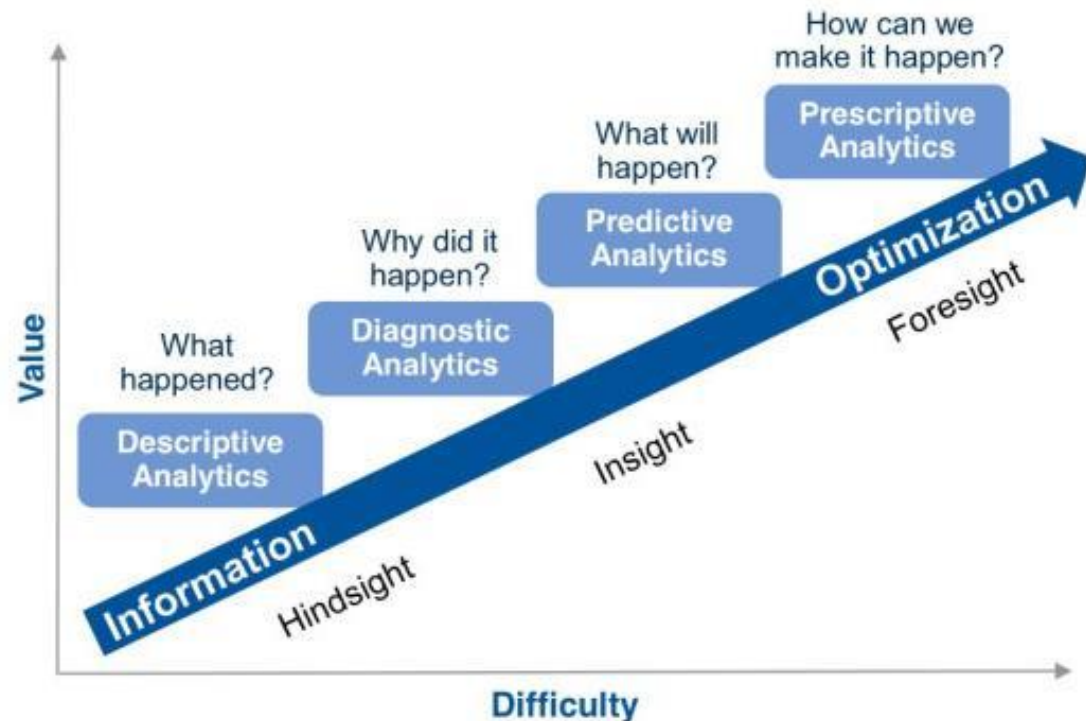 How can we
make it happen?
Prescriptive
Analytics
What will
happen?
Predictive
Analytics
Why did it
happen?
Diagnostic
Analytics
What
happened?
Descriptive
Analytics
Value
Information
Optimization
Hindsight
Insight
Foresight
Difficulty